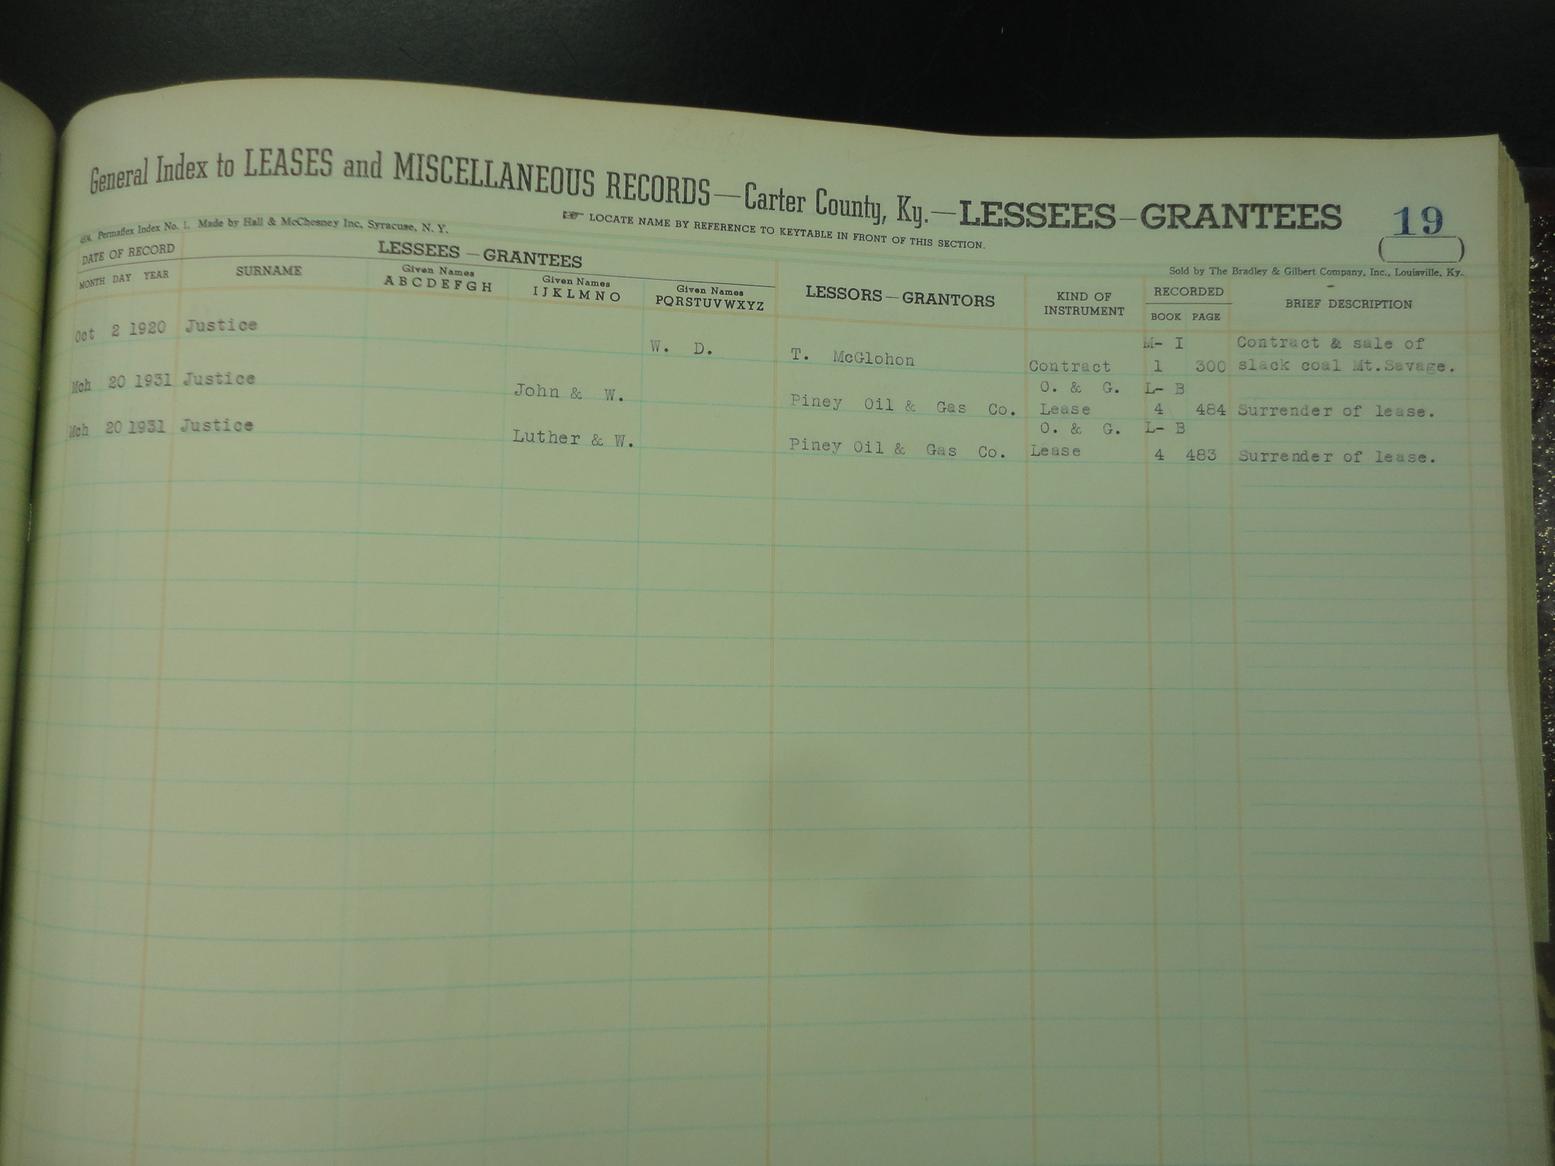 General Index to LEASES and MISCELLANEOUS RECORDS—Carter County, Ky.—LESSEES-GRANTEES 19
Permaflex Index No. 1. Made by Hall & McChesney Inc, Syracuse, N. Y. LOCATE NAME BY REFERENCE TO KEYTABLE IN FRONT OF THIS SECTION.
Sold by The Bradley & Gilbert Company, Inc., Louisville, Ky.
DATE OF RECORD LESSEES—GRANTEES LESSORS—GRANTORS KIND OF INSTRUMENT RECORDED BRIEF DESCRIPTION
MONTH DAY YEAR SURNAME Given Names A B C D E F G H Given Names I J K L M N O Given Names PQRSTUVWXYZ BOOK PAGE
Oct 2 1920 Justice W. D. T. McGlohon M- I Contract & sale of
Contract 1 300 slack coal Mt.Savage.
Mch 20 1931 Justice John & W. O. & G. L- B
Piney Oil & Gas Co. Lease 4 484 Surrender of lease.
Mch 20 1931 Justice Luther & W. O. & G. L- B
Piney Oil & Gas Co. Lease 4 483 Surrender of lease.